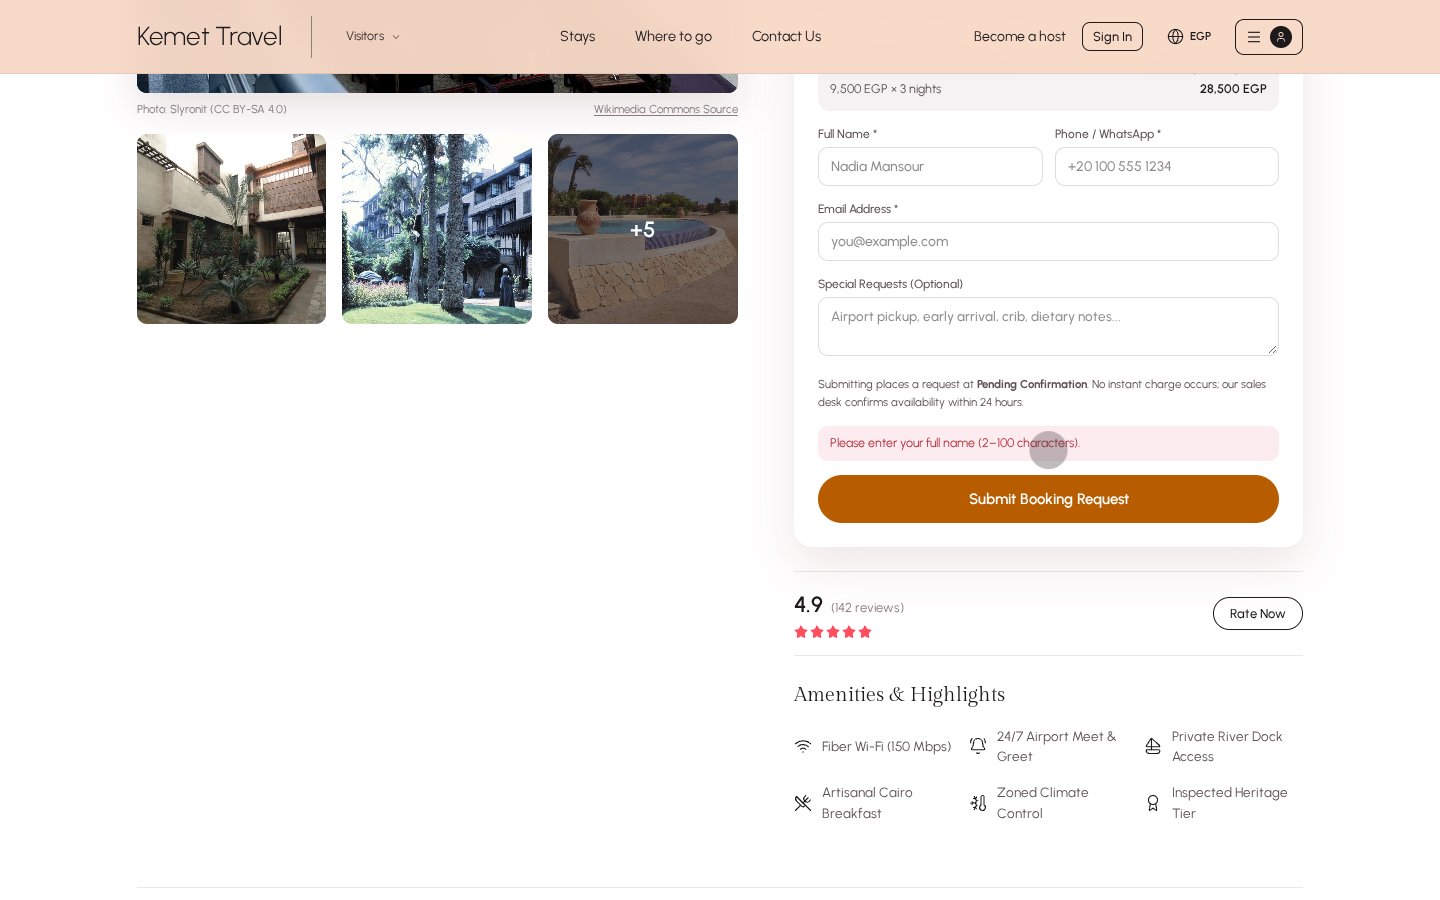 Kemet Travel
Visitors
Stays
Where to go
Contact Us
Become a host
Sign In
EGP
Photo: Slyronit (CC BY-SA 4.0)
Wikimedia Commons Source
+5
9,500 EGP × 3 nights
28,500 EGP
Full Name *
Phone / WhatsApp *
Nadia Mansour
+20 100 555 1234
Email Address *
you@example.com
Special Requests (Optional)
Airport pickup, early arrival, crib, dietary notes...
Submitting places a request at Pending Confirmation. No instant charge occurs; our sales
desk confirms availability within 24 hours.
Please enter your full name (2–100 characters).
Submit Booking Request
4.9 (142 reviews)
Rate Now
Amenities & Highlights
Fiber Wi-Fi (150 Mbps)
24/7 Airport Meet &
Greet
Private River Dock
Access
Artisanal Cairo
Breakfast
Zoned Climate
Control
Inspected Heritage
Tier